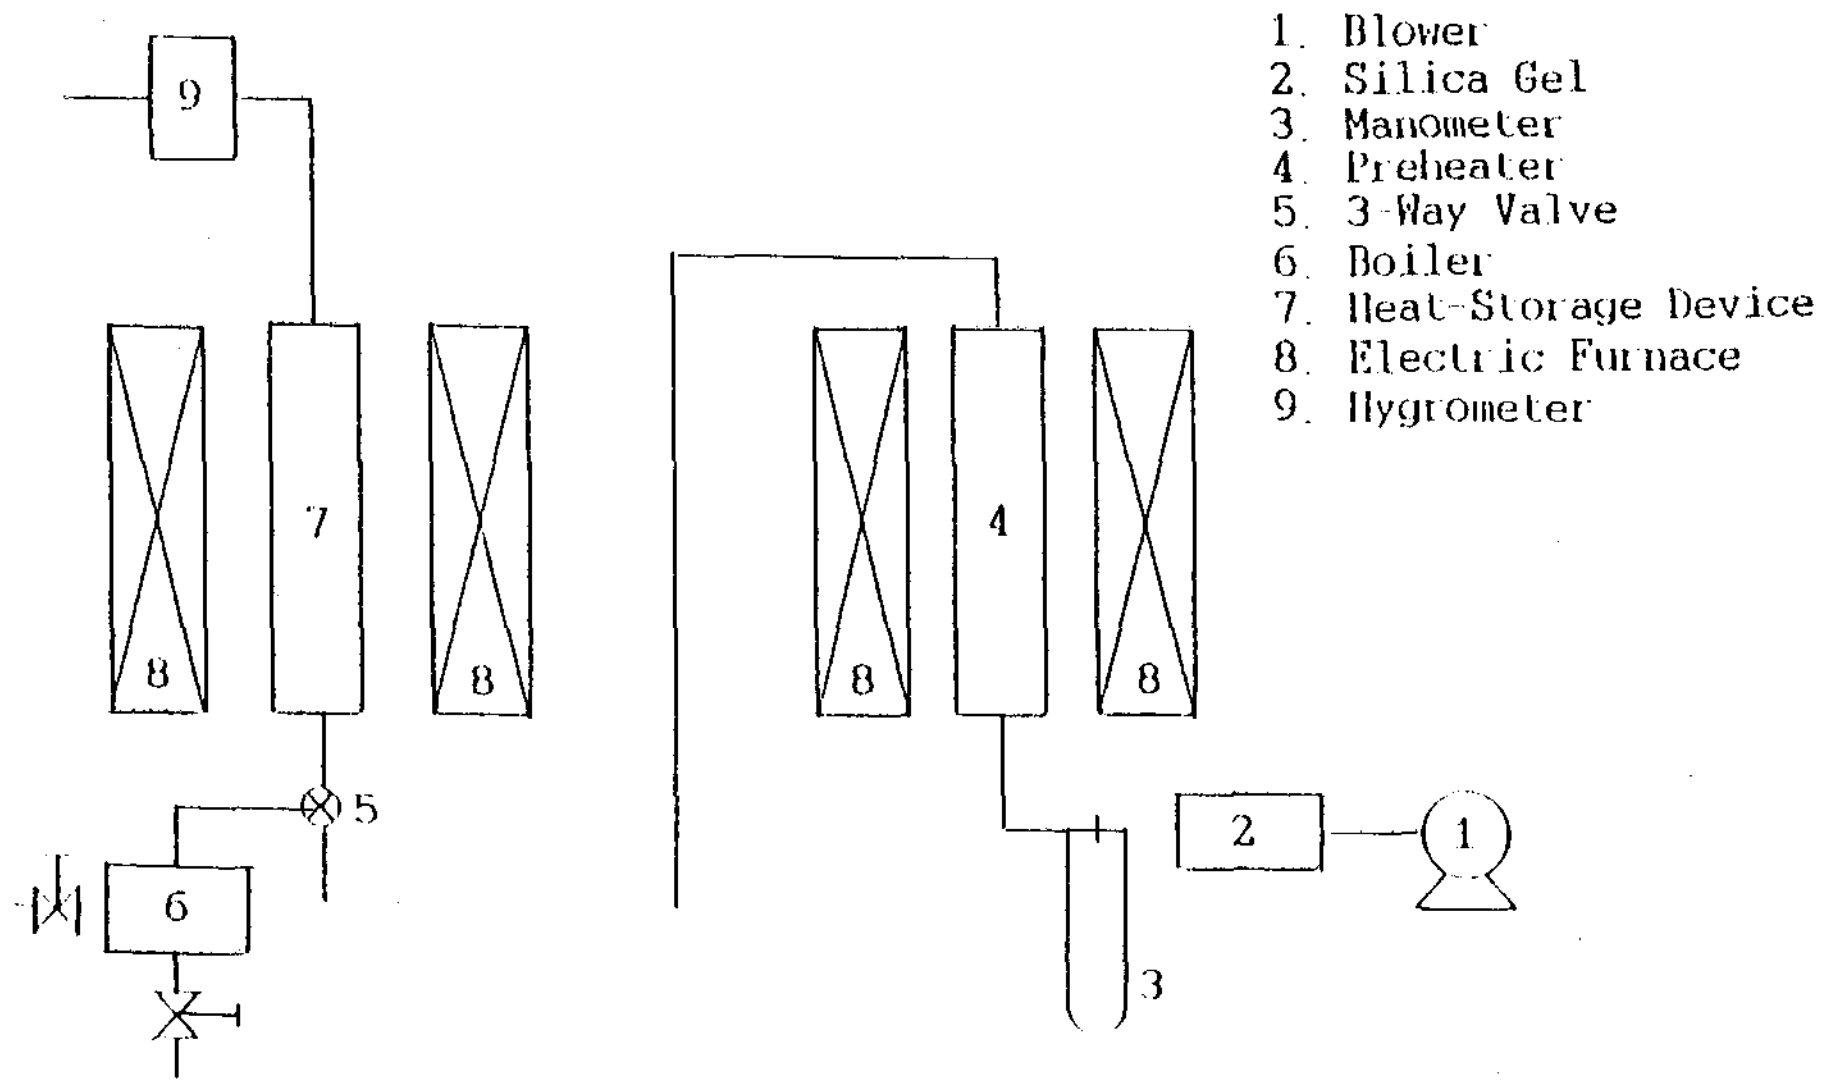 1. Blower
2. Silica Gel
3. Manometer
4. Preheater
5. 3-Way Valve
6. Boiler
7. Heat-Storage Device
8. Electric Furnace
9. Hygrometer
9
7
4
8
8
8
8
5
2
1
6
3